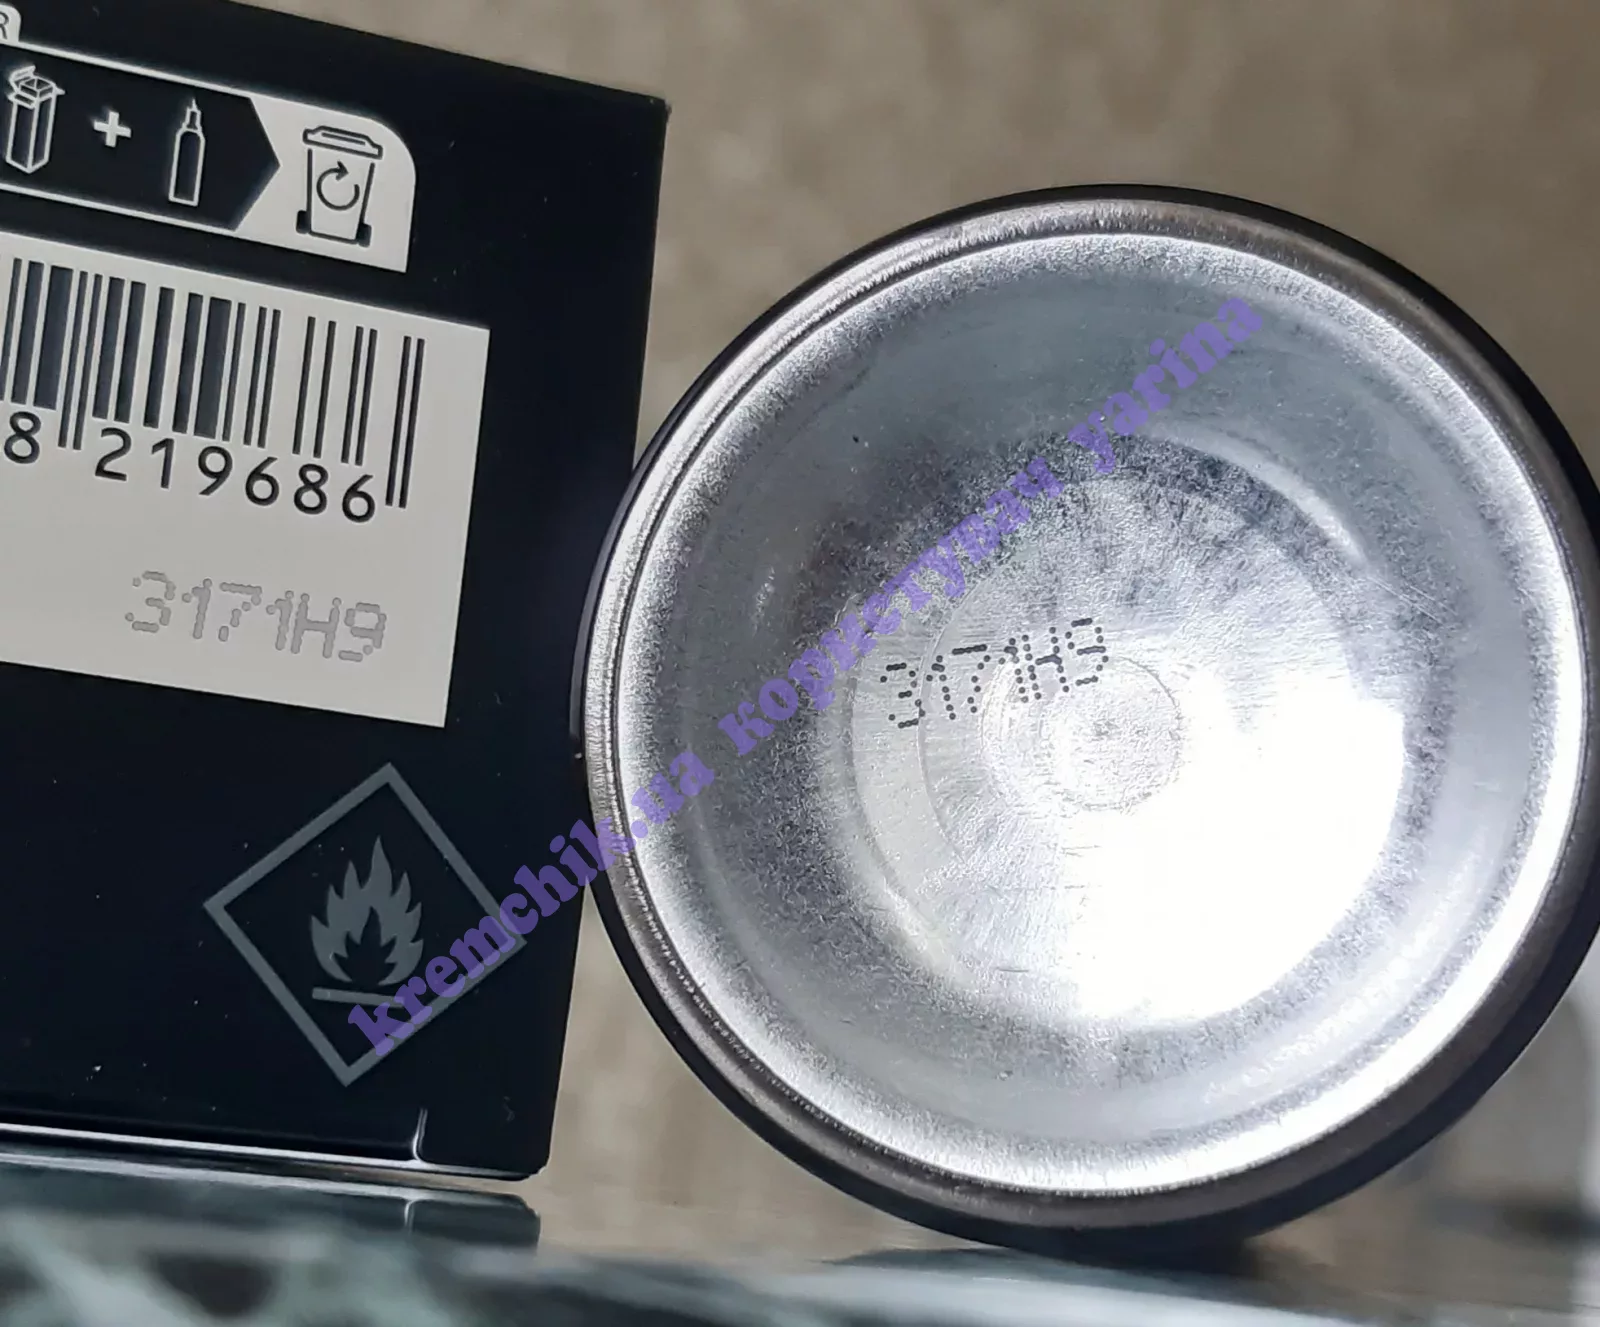 R
8 219686
3171H9
3171H9
kremchik.ua користувач yarina